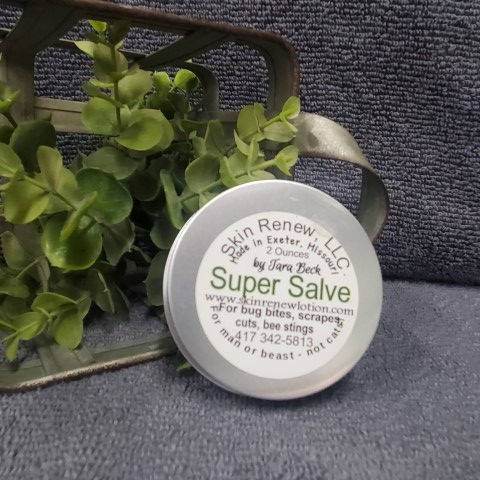 Skin Renew, LLC.
Made in Exeter, Missouri
2 Ounces
by Tara Beck
Super Salve
www.skinrenewlotion.com
For bug bites, scrapes,
cuts, bee stings
417 342-5813
For man or beast - not cats!